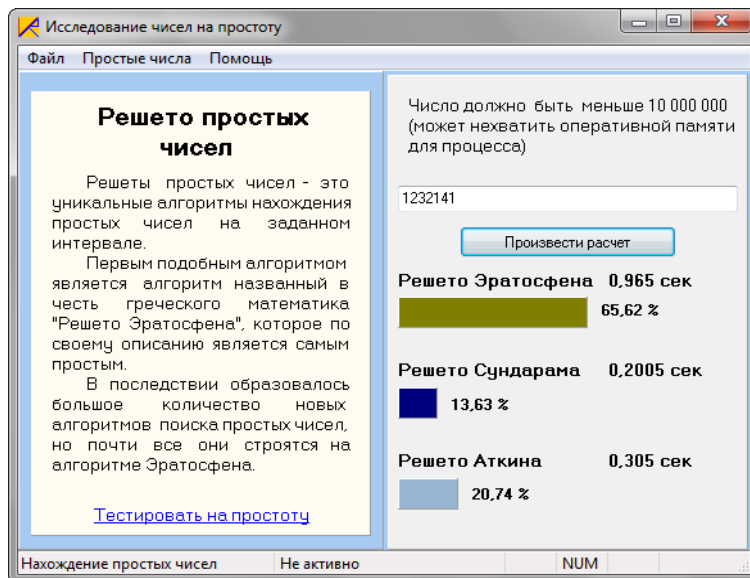 Исследование чисел на простоту
Файл Простые числа Помощь
Решето простых
чисел
Решеты простых чисел - это
уникальные алгоритмы нахождения
простых чисел на заданном
интервале.
Первым подобным алгоритмом
является алгоритм названный в
честь греческого математика
"Решето Эратосфена", которое по
своему описанию является самым
простым.
В последствии образовалось
большое количество новых
алгоритмов поиска простых чисел,
но почти все они строятся на
алгоритме Эратосфена.
Тестировать на простоту
Число должно быть меньше 10 000 000
(может нехватить оперативной памяти
для процесса)
1232141
Произвести расчет
Решето Эратосфена 0,965 сек
65,62 %
Решето Сундарама 0,2005 сек
13,63 %
Решето Аткина 0,305 сек
20,74 %
Нахождение простых чисел Не активно NUM